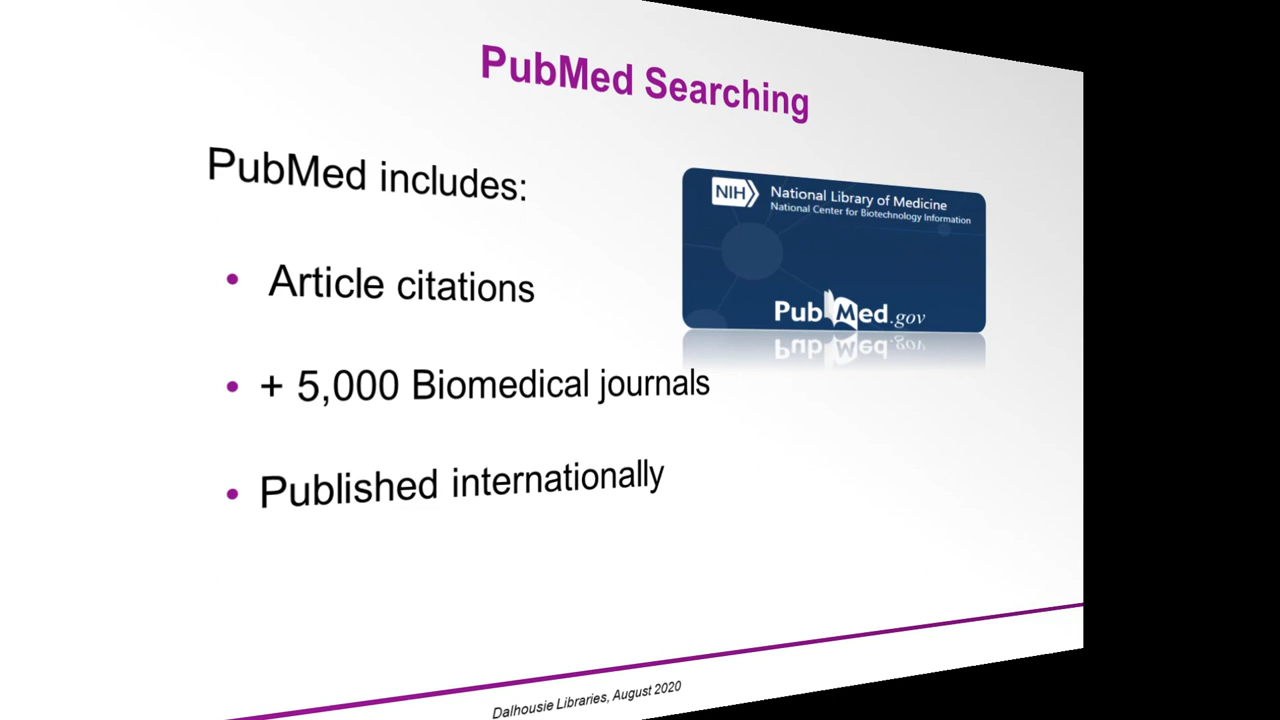 PubMed Searching
PubMed includes:
NIH National Library of Medicine
National Center for Biotechnology Information
PubMed.gov
• Article citations
• + 5,000 Biomedical journals
• Published internationally
Dalhousie Libraries, August 2020